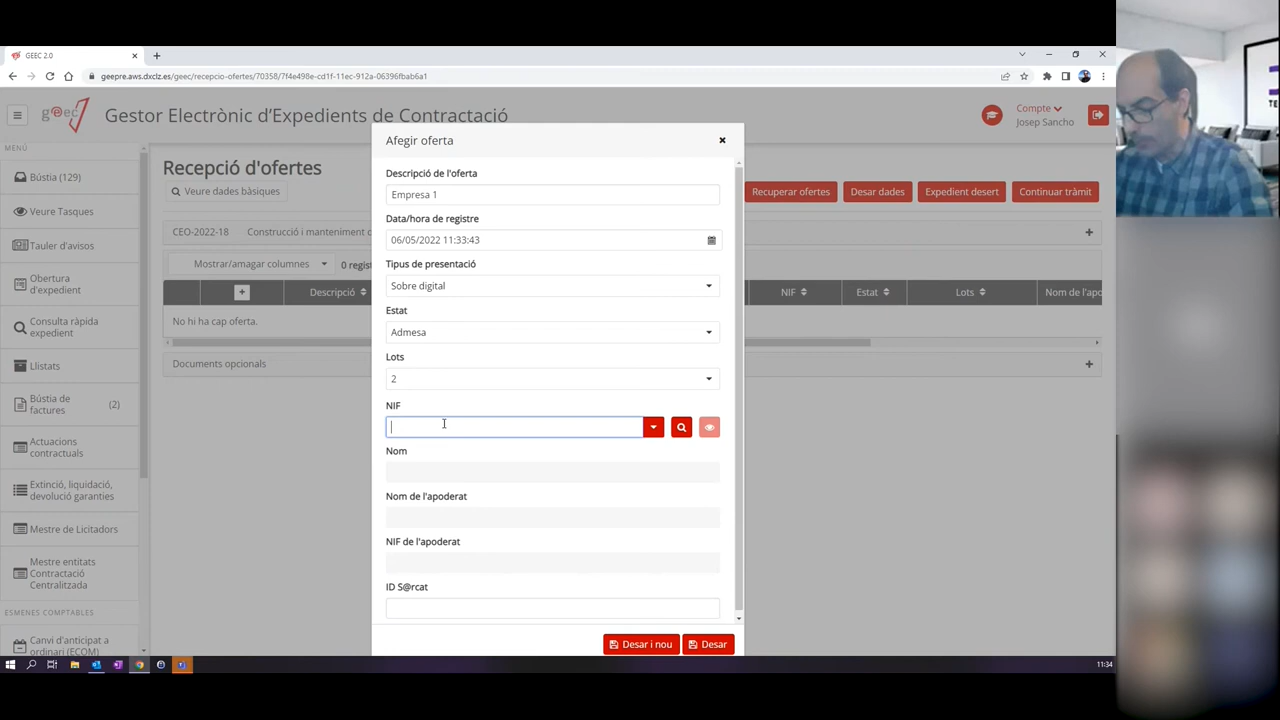 GEEC 2.0
geepre.aws.dxclz.es/geec/recepcio-ofertes/70358/7f4e498e-cd1f-11ec-912a-06396fbab6a1
geec
Gestor Electrònic d'Expedients de Contractació
Compte
Josep Sancho
MENÚ
Bústia (129)
Veure Tasques
Tauler d'avisos
Obertura
d'expedient
Consulta ràpida
expedient
Llistats
Bústia de
factures
(2)
Actuacions
contractuals
Extinció, liquidació,
devolució garanties
Mestre de Licitadors
Mestre entitats
Contractació
Centralitzada
ESMENES COMPTABLES
Canvi d'anticipat a
ordinari (ECOM)
Recepció d'ofertes
Veure dades bàsiques
Recuperar ofertes
Desar dades
Expedient desert
Continuar tràmit
CEO-2022-18
Construcció i manteniment
Mostrar/amagar columnes
0 regist
Descripció
NIF
Estat
Lots
Nom de l'apo
No hi ha cap oferta.
Documents opcionals
Afegir oferta
Descripció de l'oferta
Empresa 1
Data/hora de registre
06/05/2022 11:33:43
Tipus de presentació
Sobre digital
Estat
Admesa
Lots
2
NIF
Nom
Nom de l'apoderat
NIF de l'apoderat
ID S@rcat
Desar i nou
Desar
11:34
TE